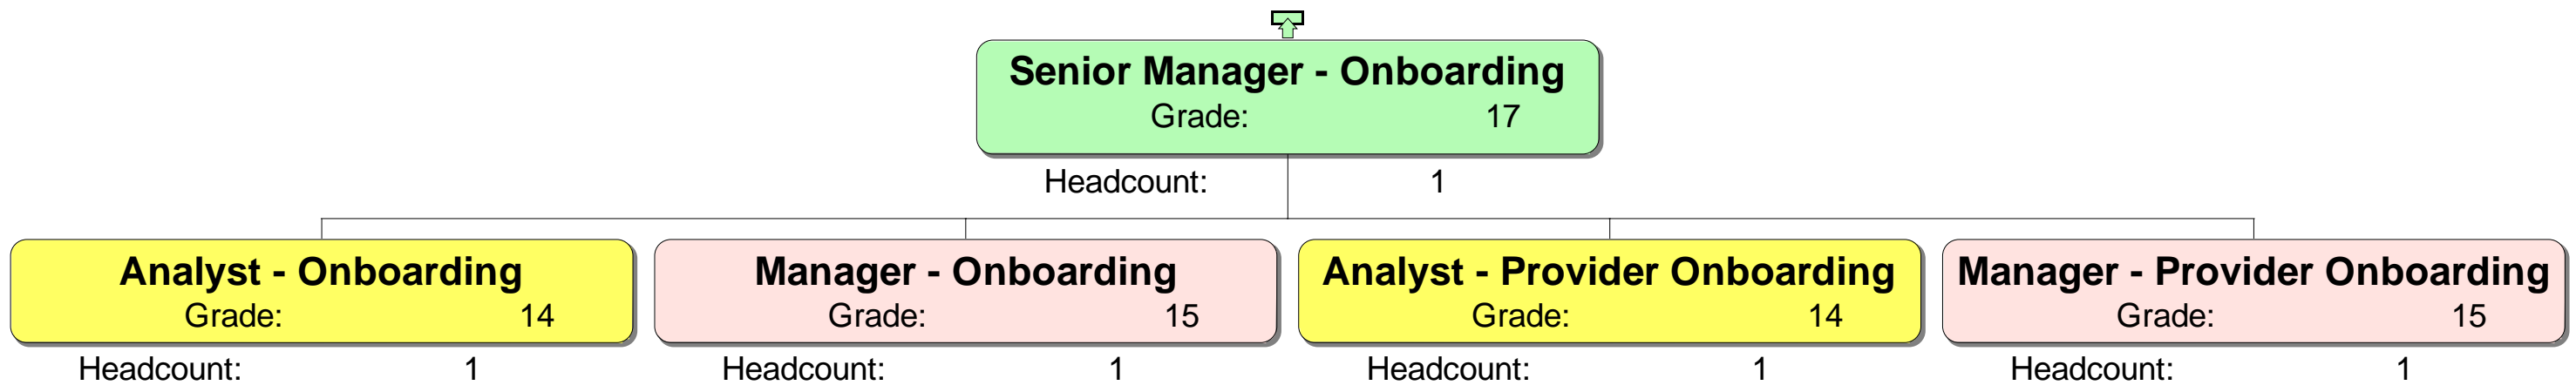 Senior Manager - Onboarding
Grade: 17
Headcount: 1
Analyst - Onboarding
Grade: 14
Headcount: 1
Manager - Onboarding
Grade: 15
Headcount: 1
Analyst - Provider Onboarding
Grade: 14
Headcount: 1
Manager - Provider Onboarding
Grade: 15
Headcount: 1